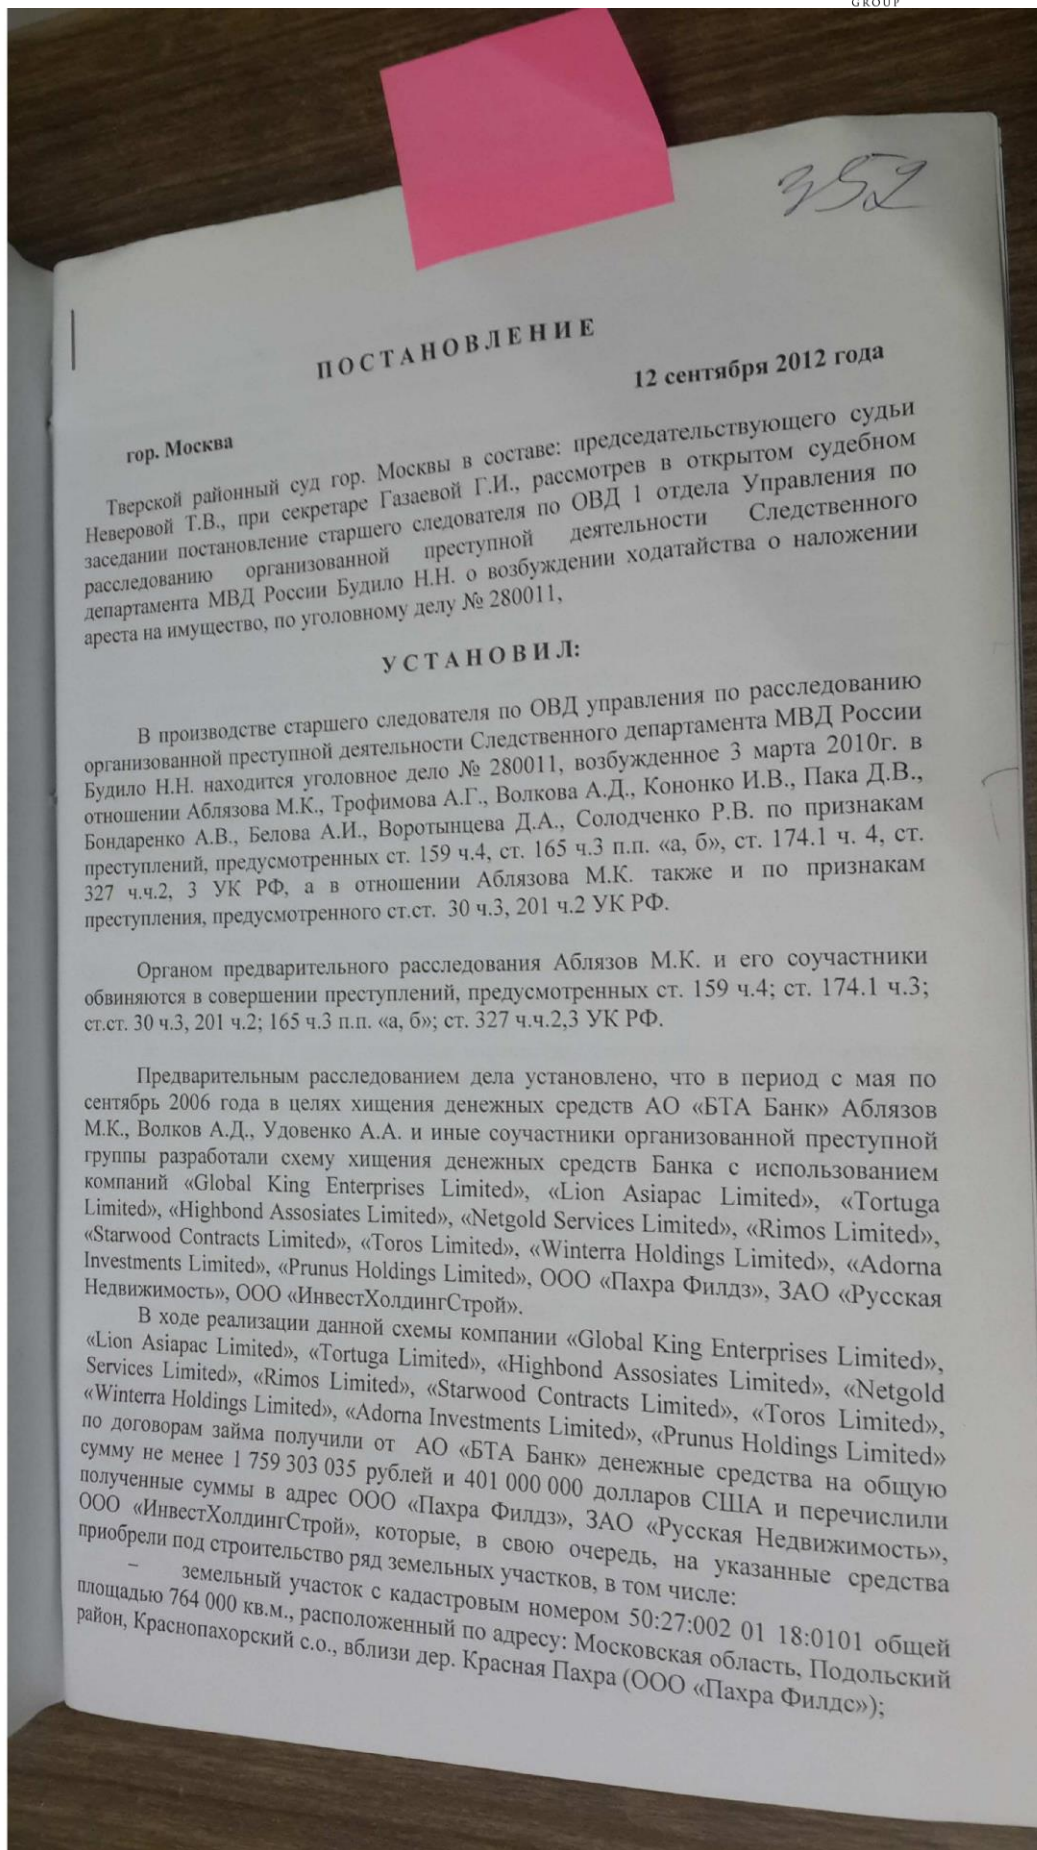 GROUP
352
ПОСТАНОВЛЕНИЕ
12 сентября 2012 года
гор. Москва
Тверской районный суд гор. Москвы в составе: председательствующего судьи
Неверовой Т.В., при секретаре Газаевой Г.И., рассмотрев в открытом судебном
заседании постановление старшего следователя по ОВД 1 отдела Управления по
расследованию организованной преступной деятельности Следственного
департамента МВД России Будило Н.Н. о возбуждении ходатайства о наложении
ареста на имущество, по уголовному делу № 280011,
УСТАНОВИЛ:
В производстве старшего следователя по ОВД управления по расследованию
организованной преступной деятельности Следственного департамента МВД России
Будило Н.Н. находится уголовное дело № 280011, возбужденное 3 марта 2010г. в
отношении Аблязова М.К., Трофимова А.Г., Волкова А.Д., Кононко И.В., Пака Д.В.,
Бондаренко А.В., Белова А.И., Воротынцева Д.А., Солодченко Р.В. по признакам
преступлений, предусмотренных ст. 159 ч.4, ст. 165 ч.3 п.п. «а, б», ст. 174.1 ч. 4, ст.
327 ч.ч.2, 3 УК РФ, а в отношении Аблязова М.К. также и по признакам
преступления, предусмотренного ст.ст. 30 ч.3, 201 ч.2 УК РФ.
Органом предварительного расследования Аблязов М.К. и его соучастники
обвиняются в совершении преступлений, предусмотренных ст. 159 ч.4; ст. 174.1 ч.3;
ст.ст. 30 ч.3, 201 ч.2; 165 ч.3 п.п. «а, б»; ст. 327 ч.ч.2,3 УК РФ.
Предварительным расследованием дела установлено, что в период с мая по
сентябрь 2006 года в целях хищения денежных средств АО «БТА Банк» Аблязов
М.К., Волков А.Д., Удовенко А.А. и иные соучастники организованной преступной
группы разработали схему хищения денежных средств Банка с использованием
компаний «Global King Enterprises Limited», «Lion Asiapac Limited», «Tortuga
Limited», «Highbond Assosiates Limited», «Netgold Services Limited», «Rimos Limited»,
«Starwood Contracts Limited», «Toros Limited», «Winterra Holdings Limited», «Adorna
Investments Limited», «Prunus Holdings Limited», ООО «Пахра Филдз», ЗАО «Русская
Недвижимость», ООО «ИнвестХолдингСтрой».
В ходе реализации данной схемы компании «Global King Enterprises Limited»,
«Lion Asiapac Limited», «Tortuga Limited», «Highbond Assosiates Limited», «Netgold
Services Limited», «Rimos Limited», «Starwood Contracts Limited», «Toros Limited»,
«Winterra Holdings Limited», «Adorna Investments Limited», «Prunus Holdings Limited»
по договорам займа получили от АО «БТА Банк» денежные средства на общую
сумму не менее 1 759 303 035 рублей и 401 000 000 долларов США и перечислили
полученные суммы в адрес ООО «Пахра Филдз», ЗАО «Русская Недвижимость»,
ООО «ИнвестХолдингСтрой», которые, в свою очередь, на указанные средства
приобрели под строительство ряд земельных участков, в том числе:
– земельный участок с кадастровым номером 50:27:002 01 18:0101 общей
площадью 764 000 кв.м., расположенный по адресу: Московская область, Подольский
район, Краснопахорский с.о., вблизи дер. Красная Пахра (ООО «Пахра Филдс»);